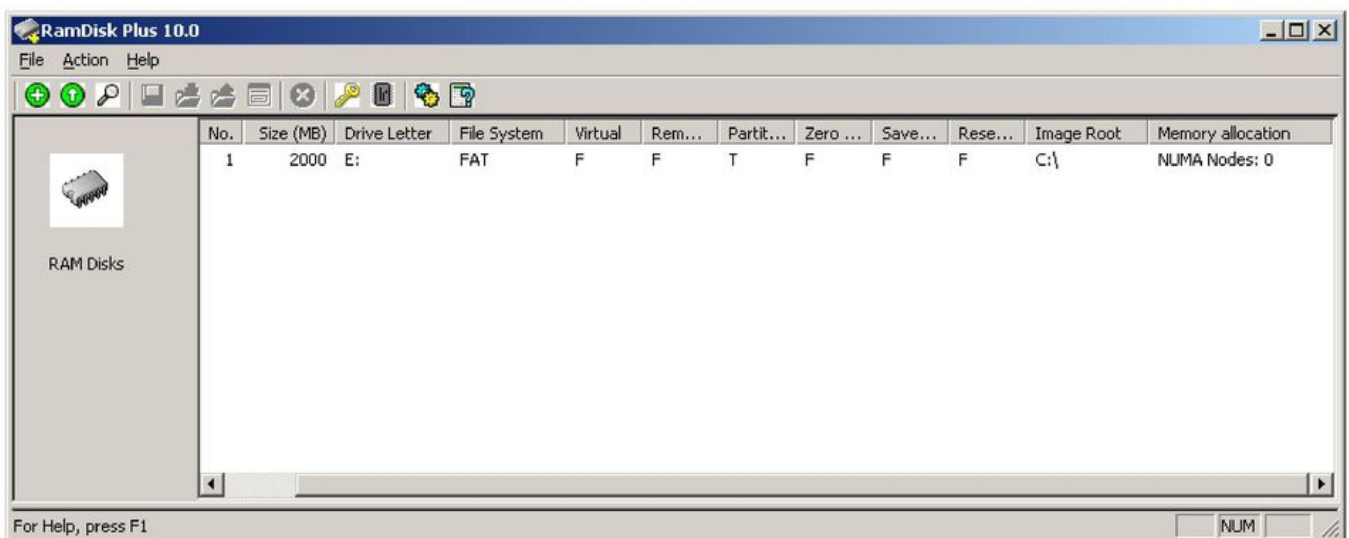 RamDisk Plus 10.0
File Action Help
No. Size (MB) Drive Letter File System Virtual Rem... Partit... Zero ... Save... Rese... Image Root Memory allocation
1 2000 E: FAT F F T F F F C:\ NUMA Nodes: 0
RAM Disks
For Help, press F1 NUM